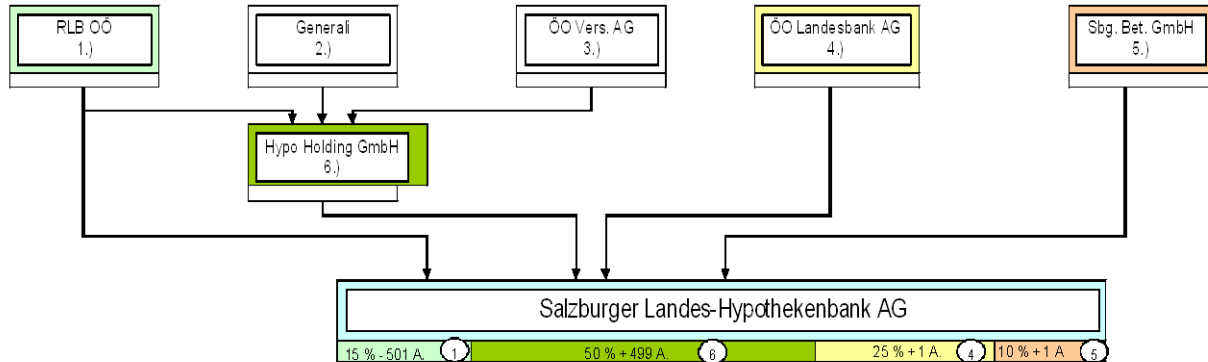 RLB OÖ
1.)
Generali
2.)
ÖO Vers. AG
3.)
ÖO Landesbank AG
4.)
Sbg. Bet. GmbH
5.)
Hypo Holding GmbH
6.)
Salzburger Landes-Hypothekenbank AG
15 % - 501 A. 1 50 % + 499 A. 6 25 % + 1 A. 4 10 % + 1 A 5